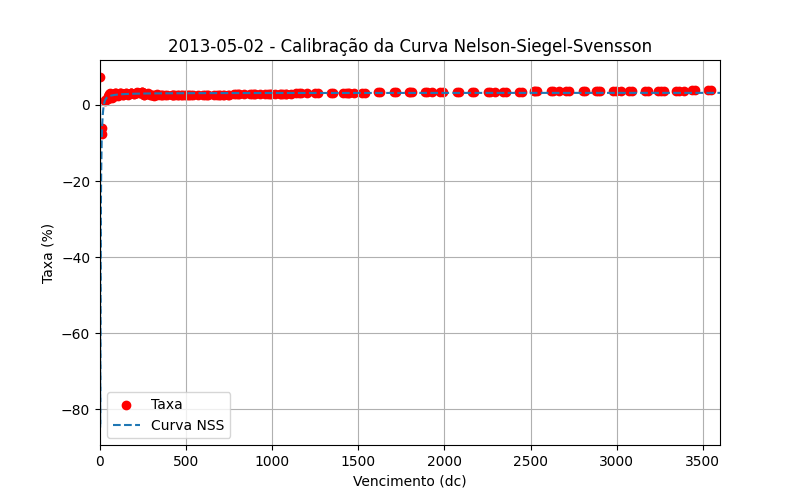 2013-05-02 - Calibração da Curva Nelson-Siegel-Svensson
Taxa (%)
0
−20
−40
−60
−80
Taxa
Curva NSS
0 500 1000 1500 2000 2500 3000 3500
Vencimento (dc)